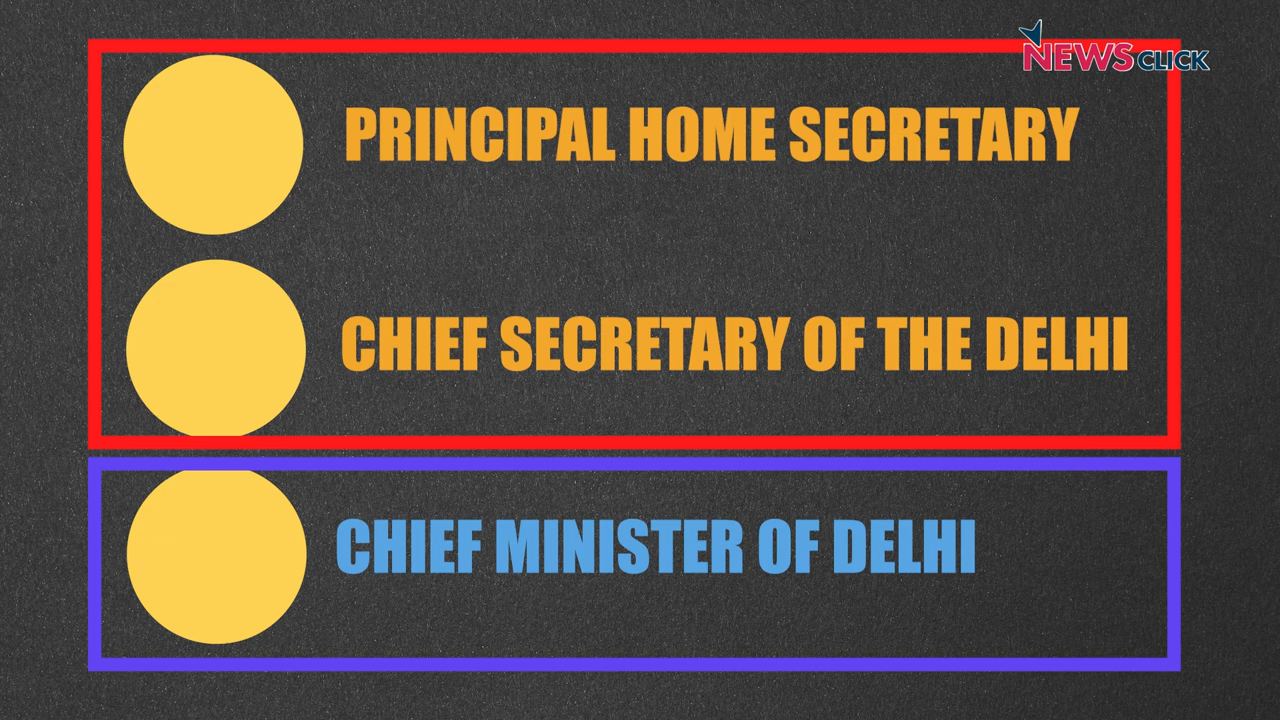 NEWSCLICK
PRINCIPAL HOME SECRETARY
CHIEF SECRETARY OF THE DELHI
CHIEF MINISTER OF DELHI